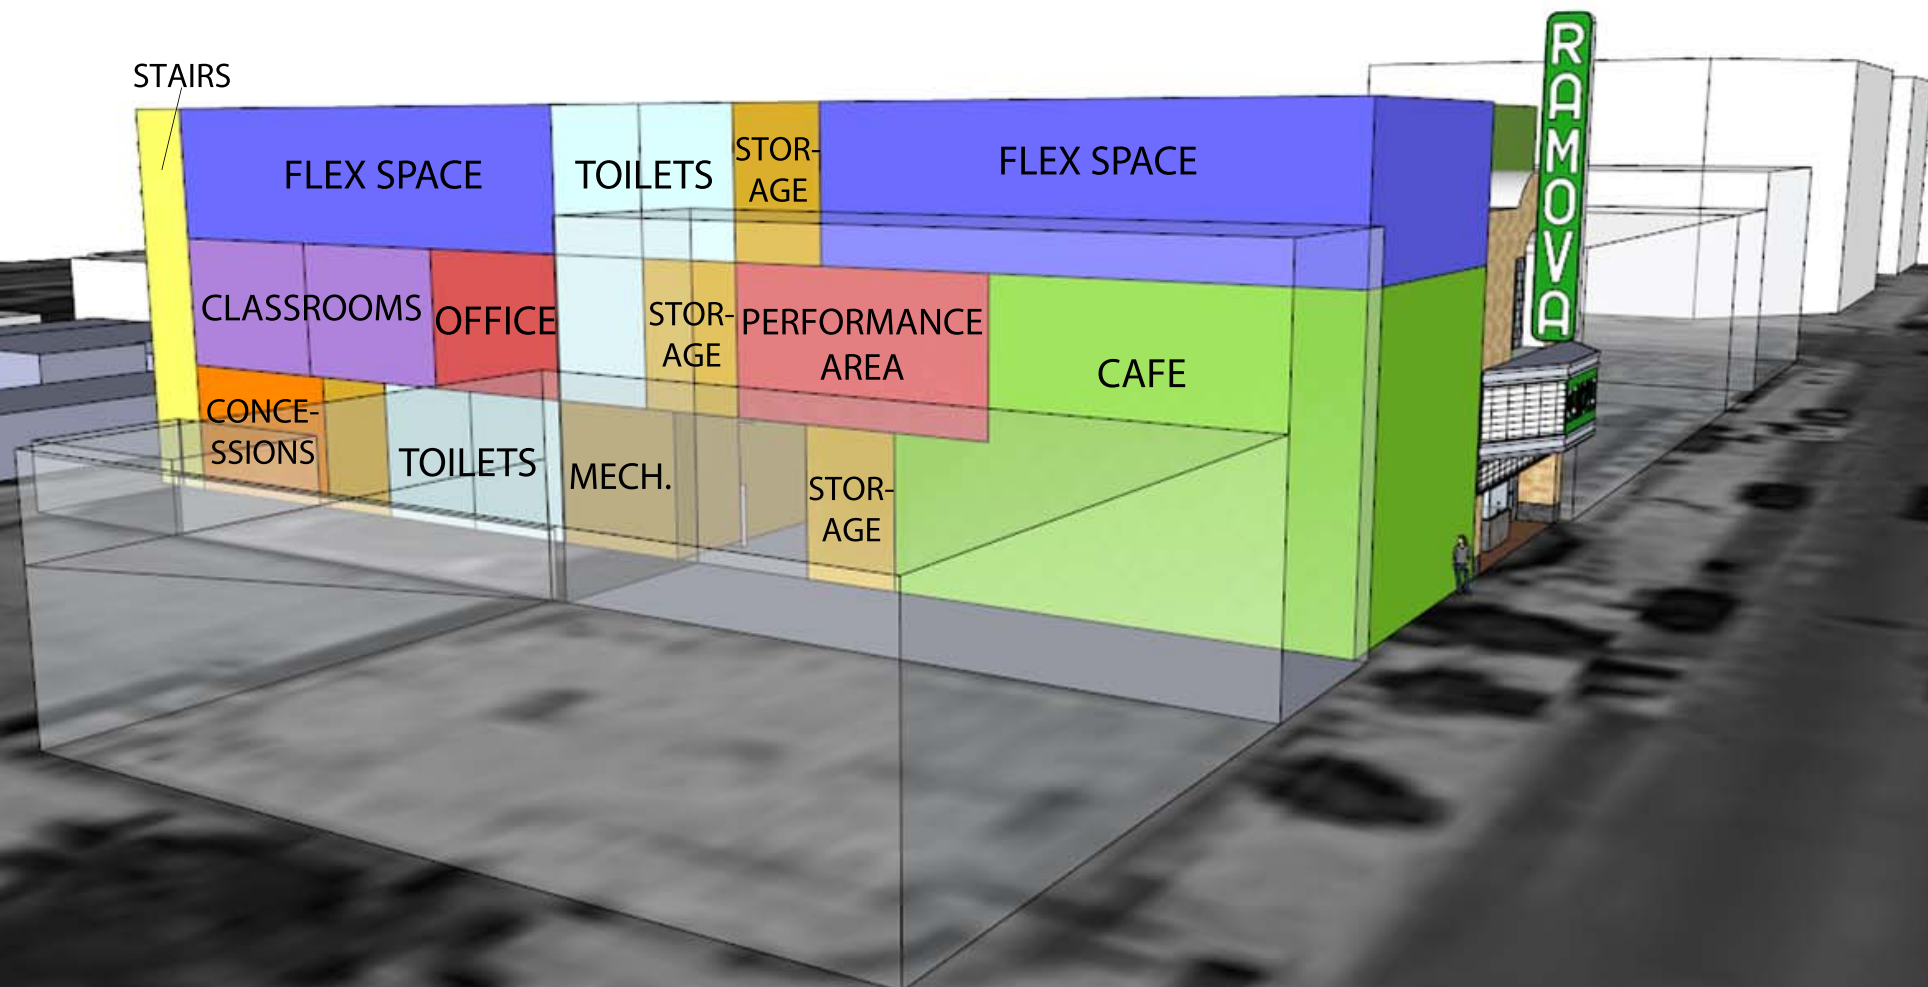 STAIRS
FLEX SPACE
TOILETS
STOR-
AGE
FLEX SPACE
RAMOVA
CLASSROOMS
OFFICE
STOR-
AGE
PERFORMANCE
AREA
CAFE
CONCE-
SSIONS
TOILETS
MECH.
STOR-
AGE